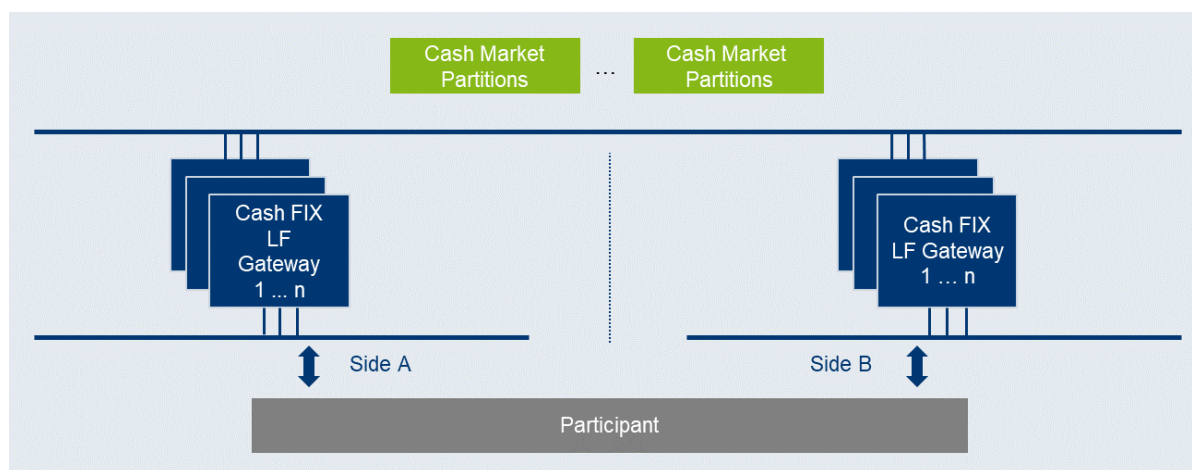 Cash Market
Partitions
...
Cash Market
Partitions
Cash FIX
LF
Gateway
1 ... n
Cash FIX
LF Gateway
1 ... n
Side A
Side B
Participant